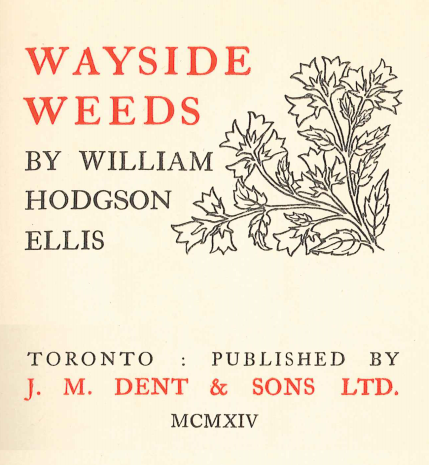 WAYSIDE
WEEDS
BY WILLIAM
HODGSON
ELLIS
TORONTO : PUBLISHED BY
J. M. DENT & SONS LTD.
MCMXIV